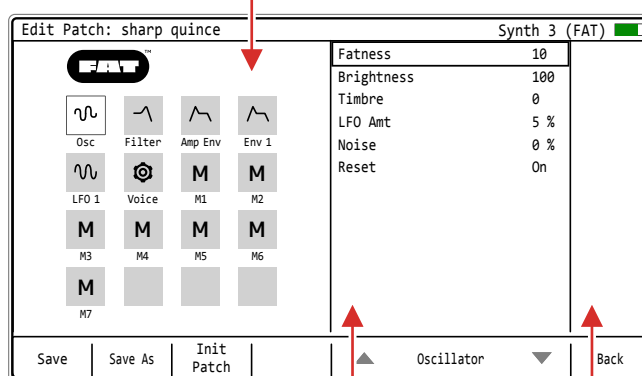 Edit Patch: sharp quince Synth 3 (FAT)
FAT™
Fatness 10
Brightness 100
Timbre 0
LFO Amt 5 %
Noise 0 %
Reset On
Osc Filter Amp Env Env 1
M M
LFO 1 Voice M1 M2
M M M M
M3 M4 M5 M6
M
M7
Save Save As Init Patch Oscillator Back